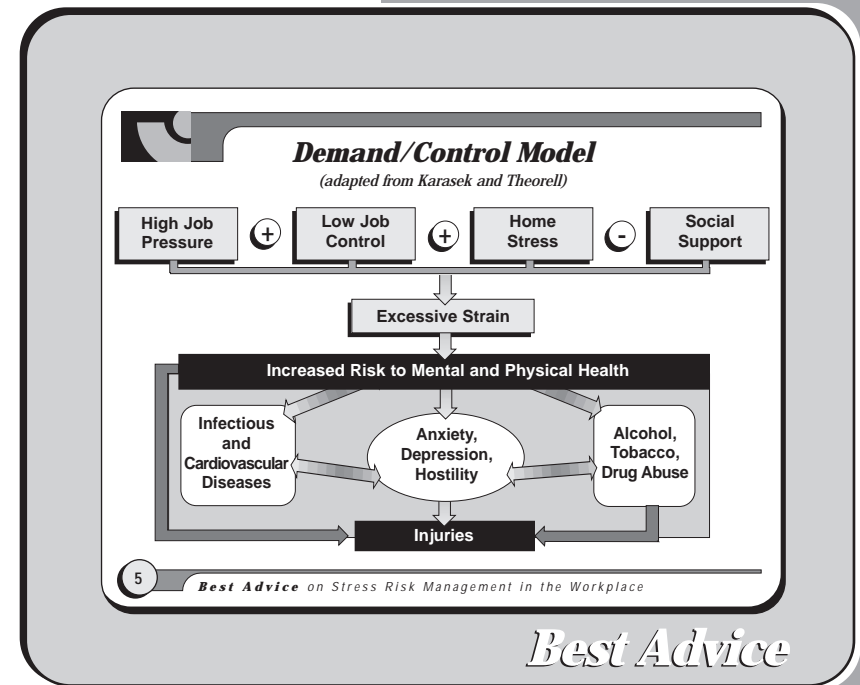 Demand/Control Model
(adapted from Karasek and Theorell)
High Job
Pressure
+
Low Job
Control
+
Home
Stress
-
Social
Support
Excessive Strain
Increased Risk to Mental and Physical Health
Infectious
and
Cardiovascular
Diseases
Anxiety,
Depression,
Hostility
Alcohol,
Tobacco,
Drug Abuse
Injuries
5
Best Advice on Stress Risk Management in the Workplace
Best Advice